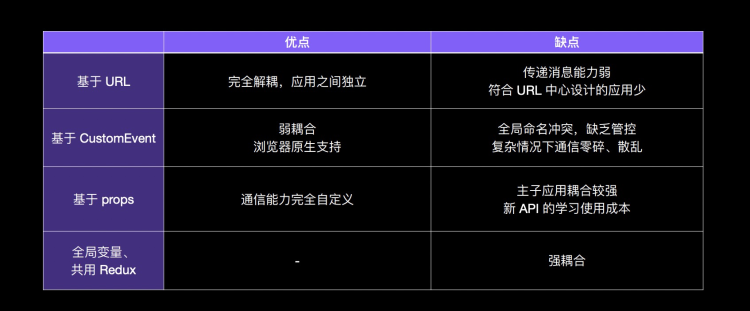 优点
缺点
基于 URL
完全解耦，应用之间独立
传递消息能力弱
符合 URL 中心设计的应用少
基于 CustomEvent
弱耦合
浏览器原生支持
全局命名冲突，缺乏管控
复杂情况下通信零碎、散乱
基于 props
通信能力完全自定义
主子应用耦合较强
新 API 的学习使用成本
全局变量、
共用 Redux
-
强耦合